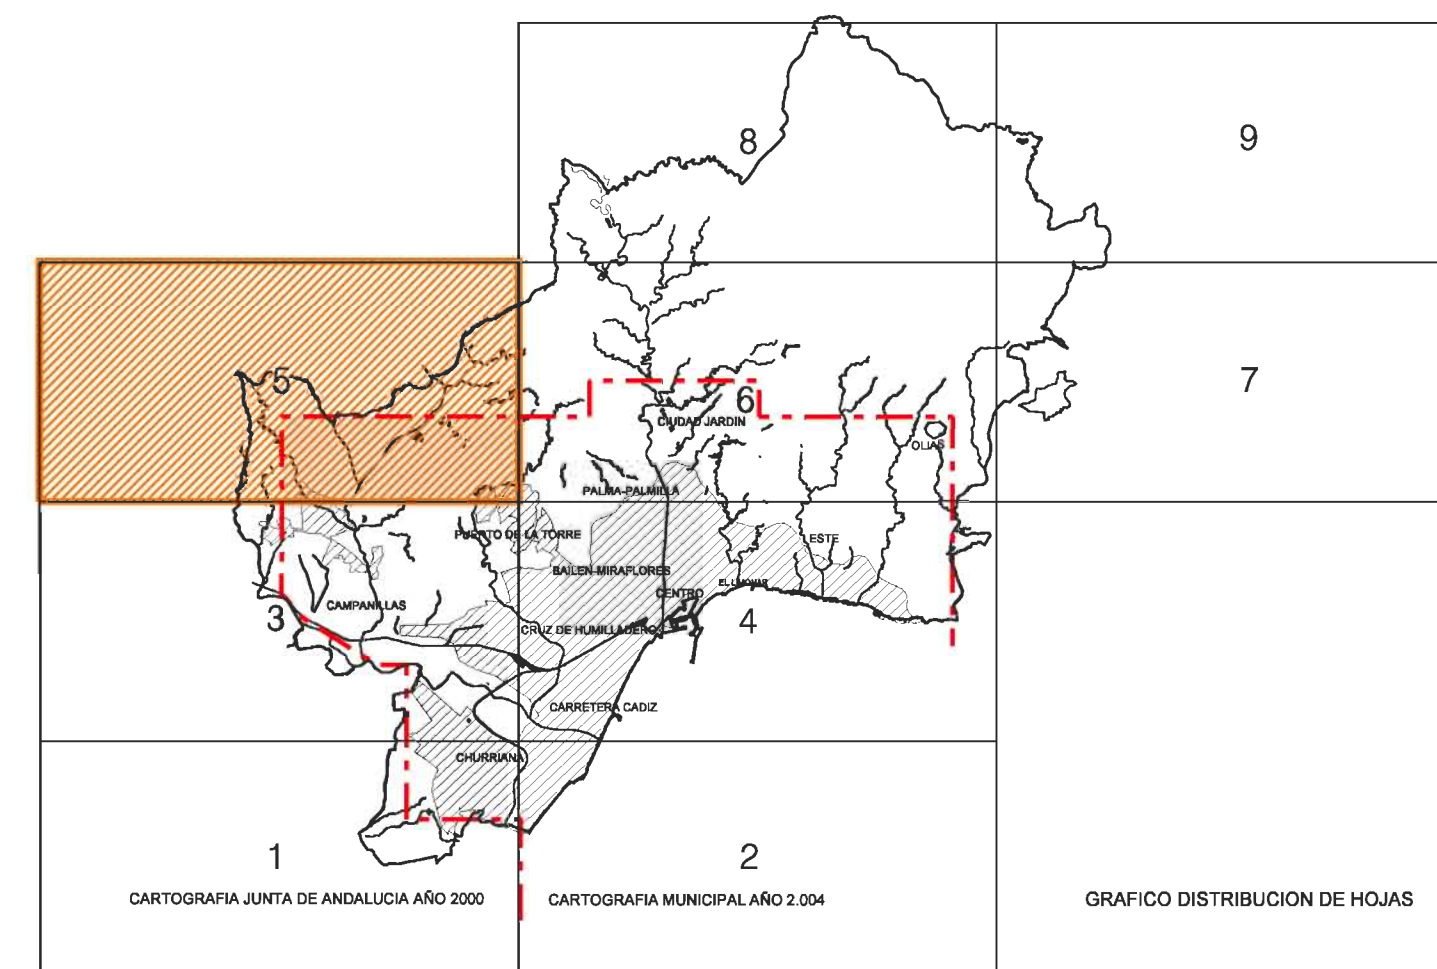 8
9
5
6
7
CIUDAD JARDIN
OLIAS
PALMA-PALMILLA
PUERTO DE LA TORRE
LESTE
BAILEN MIRAFLORES
EL LIMONAR
CENTRO
CAMPANILLAS
3
CRUZ DE HUMILLADERO
4
CARRETERA CADIZ
CHURRIANA
1
2
CARTOGRAFIA JUNTA DE ANDALUCIA AÑO 2000
CARTOGRAFIA MUNICIPAL AÑO 2.004
GRAFICO DISTRIBUCION DE HOJAS